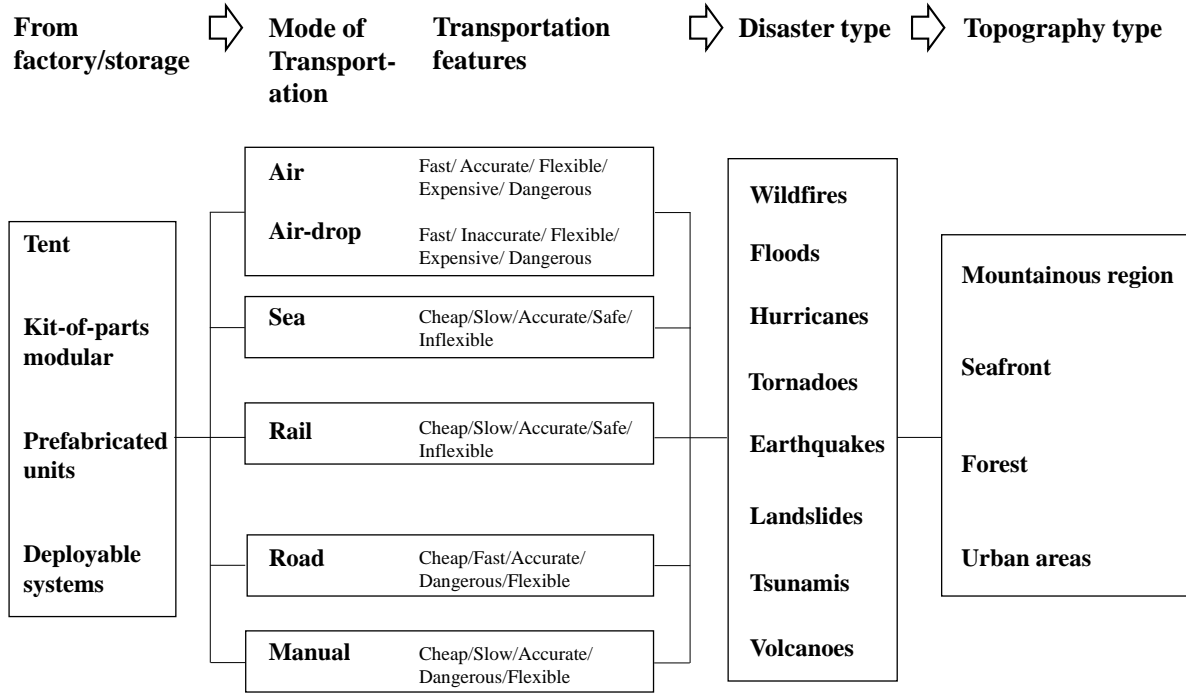 From
factory/storage
Mode of
Transport-
ation
Transportation
features
Disaster type
Topography type
Tent
Kit-of-parts
modular
Prefabricated
units
Deployable
systems
Air
Fast/ Accurate/ Flexible/
Expensive/ Dangerous
Air-drop
Fast/ Inaccurate/ Flexible/
Expensive/ Dangerous
Sea
Cheap/Slow/Accurate/Safe/
Inflexible
Rail
Cheap/Slow/Accurate/Safe/
Inflexible
Road
Cheap/Fast/Accurate/
Dangerous/Flexible
Manual
Cheap/Slow/Accurate/
Dangerous/Flexible
Wildfires
Floods
Hurricanes
Tornadoes
Earthquakes
Landslides
Tsunamis
Volcanoes
Mountainous region
Seafront
Forest
Urban areas